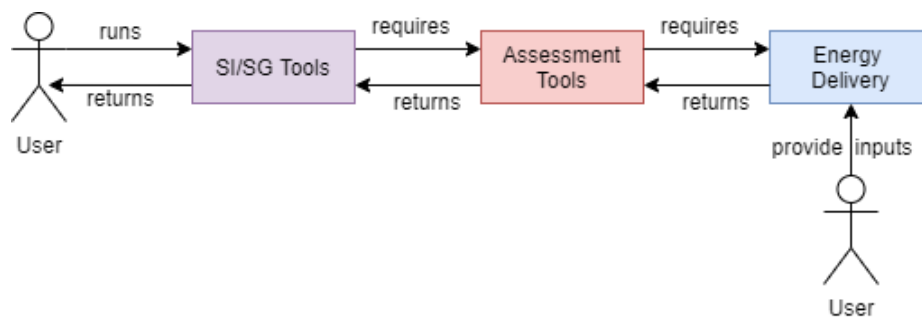 runs
requires
requires
SI/SG Tools
Assessment
Tools
Energy
Delivery
returns
returns
returns
User
provide inputs
User